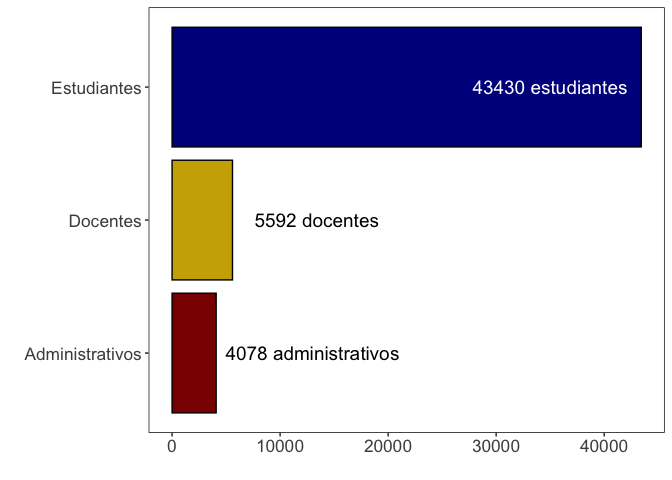 Estudiantes 43430 estudiantes
Docentes 5592 docentes
Administrativos 4078 administrativos
0 10000 20000 30000 40000